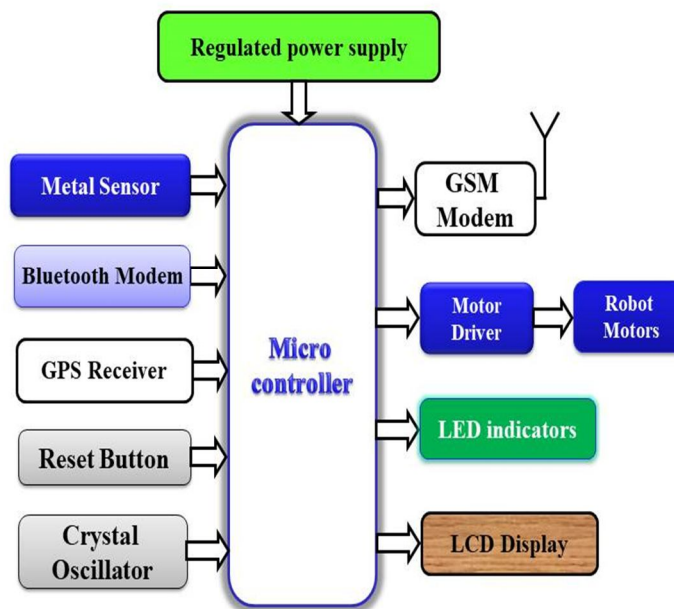 Regulated power supply
Metal Sensor
Bluetooth Modem
GPS Receiver
Reset Button
Crystal
Oscillator
Micro
controller
GSM
Modem
Motor
Driver
Robot
Motors
LED indicators
LCD Display